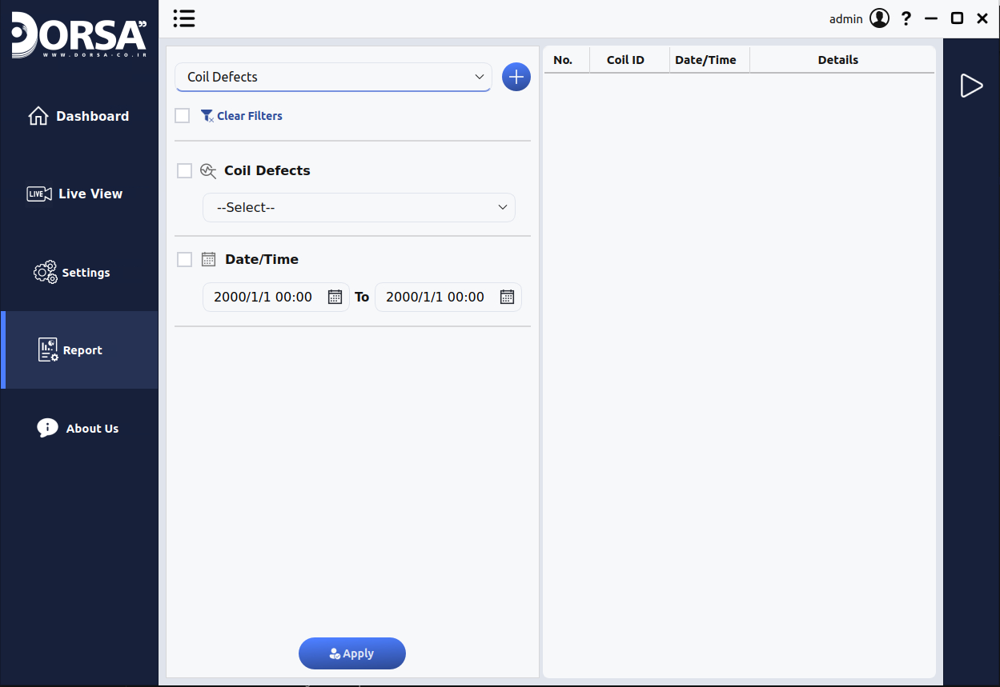 DORSA
WWW.DORSA-CO.IR
Dashboard
LIVE Live View
Settings
Report
About Us
admin ?
Coil Defects
Clear Filters
Coil Defects
--Select--
Date/Time
2000/1/1 00:00 To 2000/1/1 00:00
Apply
No. Coil ID Date/Time Details